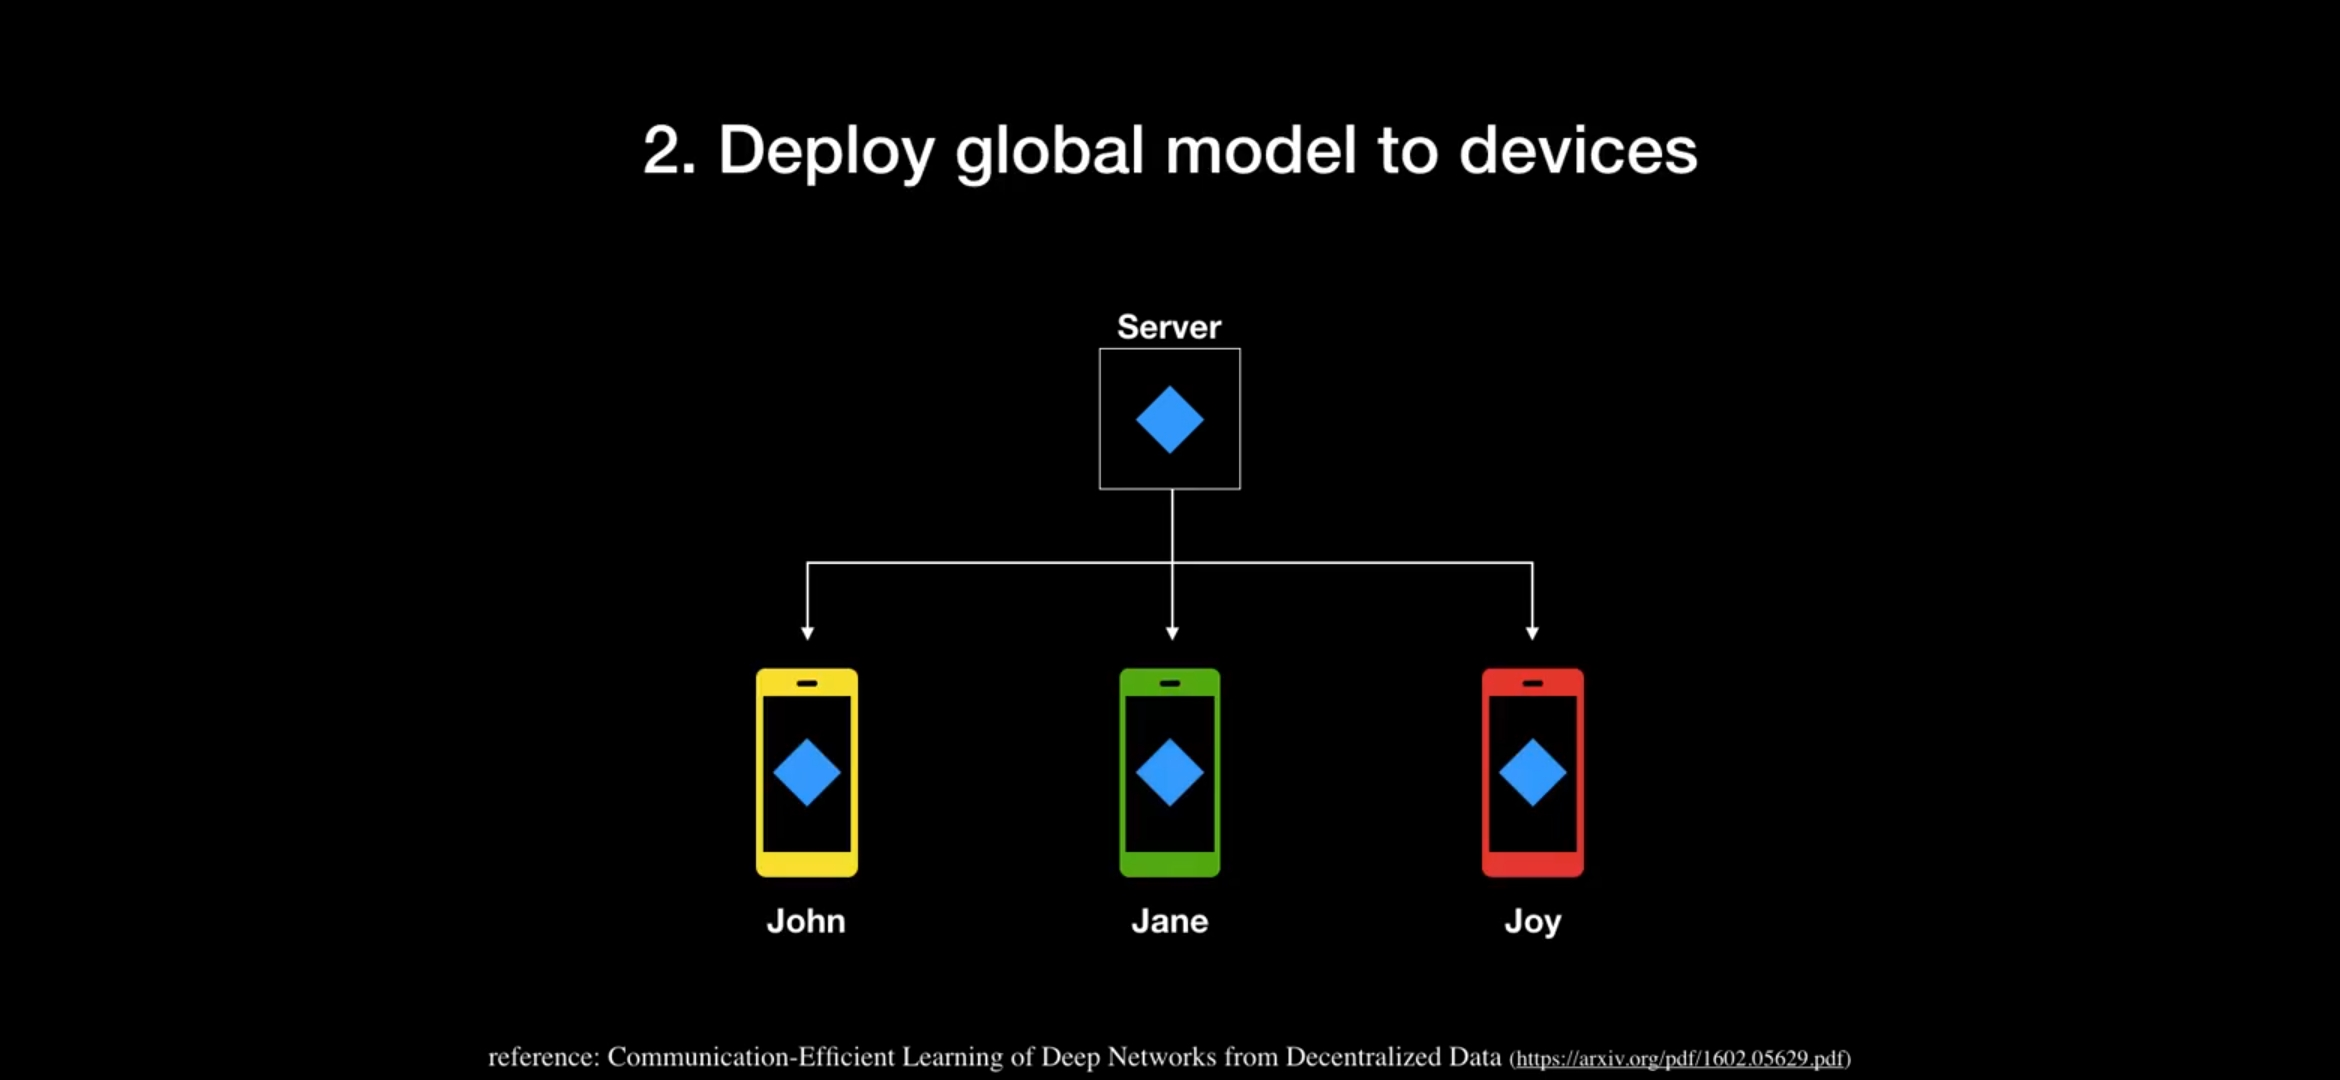 2. Deploy global model to devices
Server
John
Jane
Joy
reference: Communication-Efficient Learning of Deep Networks from Decentralized Data (https://arxiv.org/pdf/1602.05629.pdf)